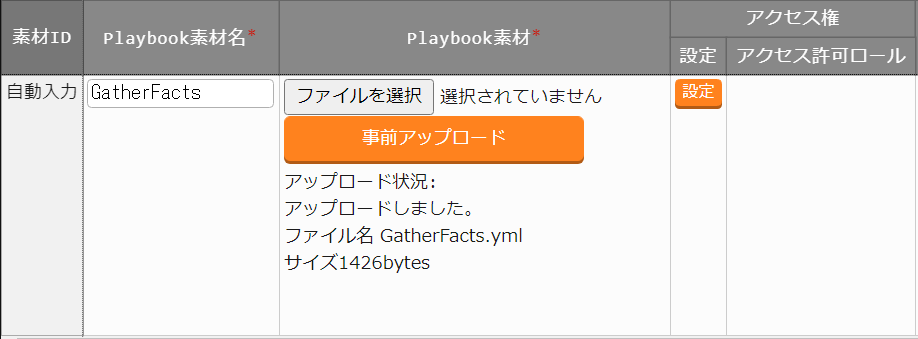 アクセス権
素材ID Playbook素材名* Playbook素材* 設定 アクセス許可ロール
自動入力 GatherFacts ファイルを選択 選択されていません 設定
事前アップロード
アップロード状況:
アップロードしました。
ファイル名 GatherFacts.yml
サイズ1426bytes